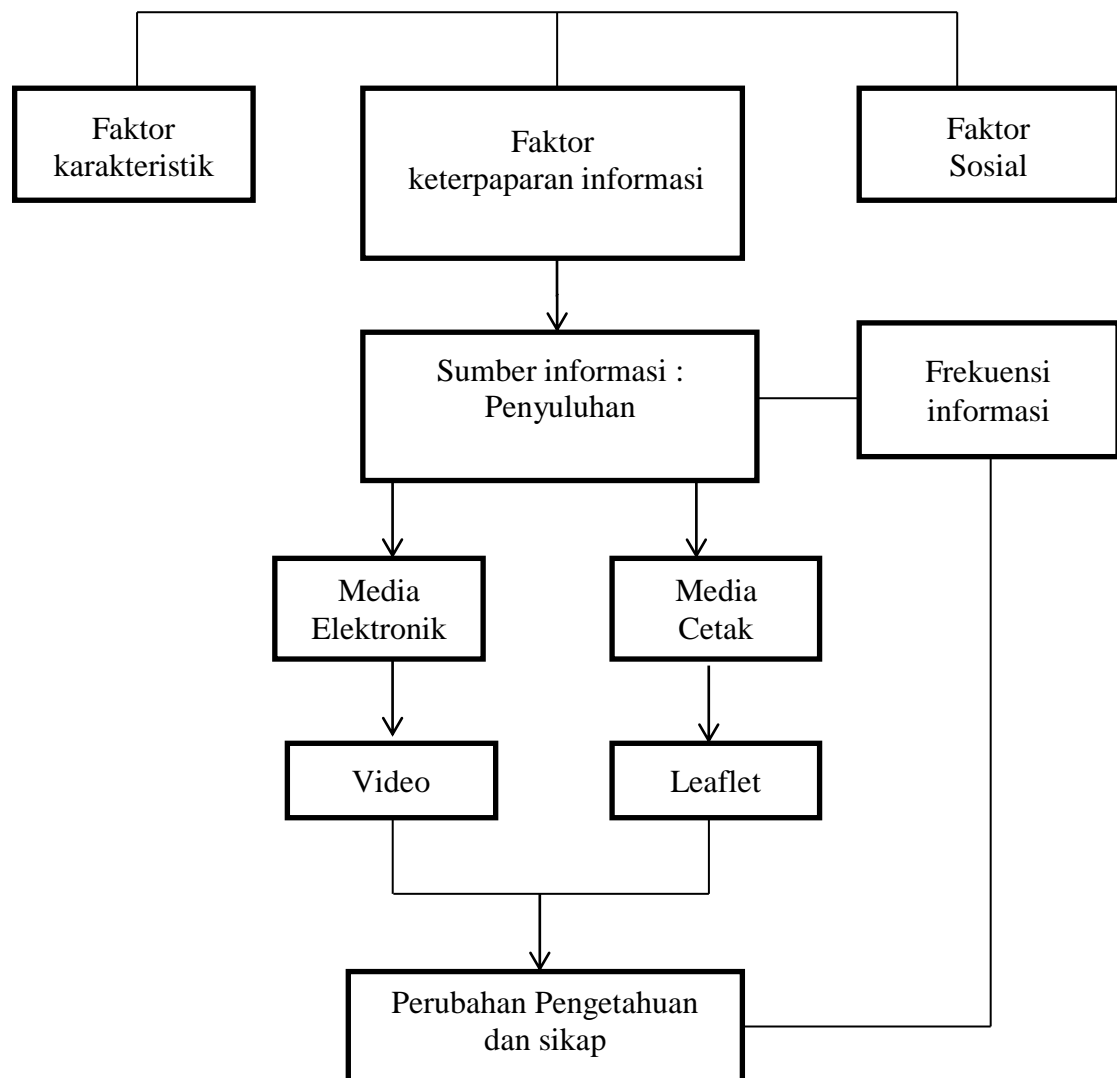 Faktor
karakteristik
Faktor
keterpaparan informasi
Faktor
Sosial
Sumber informasi :
Penyuluhan
Frekuensi
informasi
Media
Elektronik
Media
Cetak
Video
Leaflet
Perubahan Pengetahuan
dan sikap